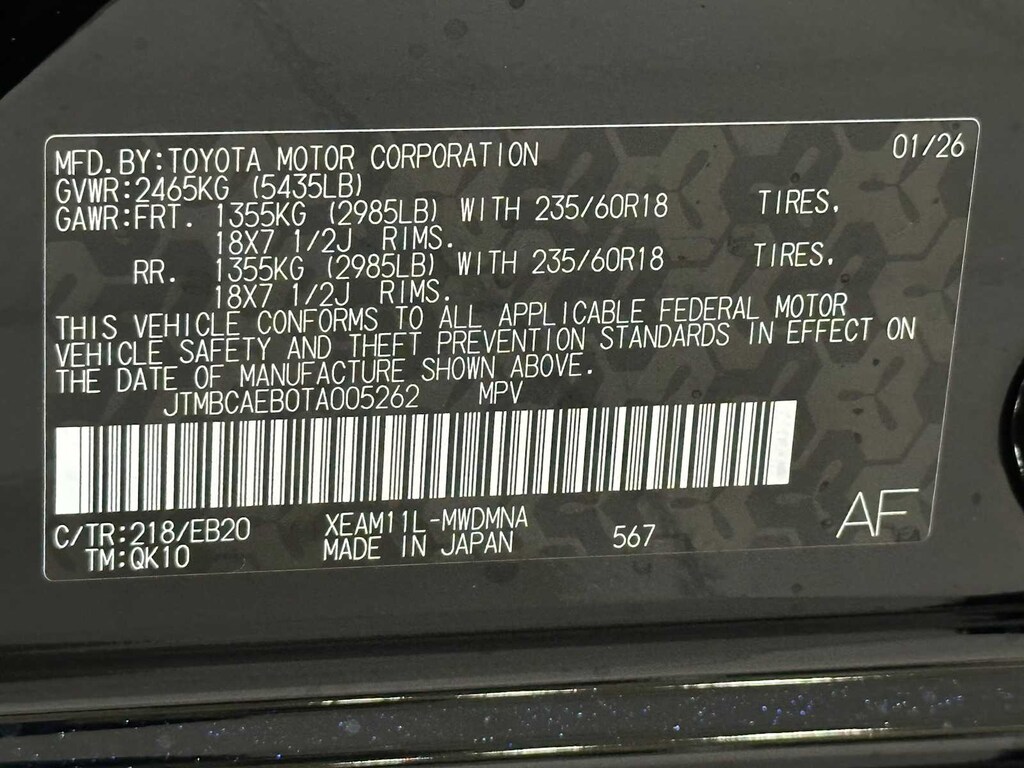 MFD.BY:TOYOTA MOTOR CORPORATION 01/26
GVWR:2465KG (5435LB)
GAWR:FRT. 1355KG (2985LB) WITH 235/60R18 TIRES,
18X7 1/2J RIMS.
RR. 1355KG (2985LB) WITH 235/60R18 TIRES,
18X7 1/2J RIMS.
THIS VEHICLE CONFORMS TO ALL APPLICABLE FEDERAL MOTOR
VEHICLE SAFETY AND THEFT PREVENTION STANDARDS IN EFFECT ON
THE DATE OF MANUFACTURE SHOWN ABOVE.
JTMBCAEB0TA005262 MPV
C/TR:218/EB20 XEAM11L-MWDMNA
TM:QK10 MADE IN JAPAN 567 AF